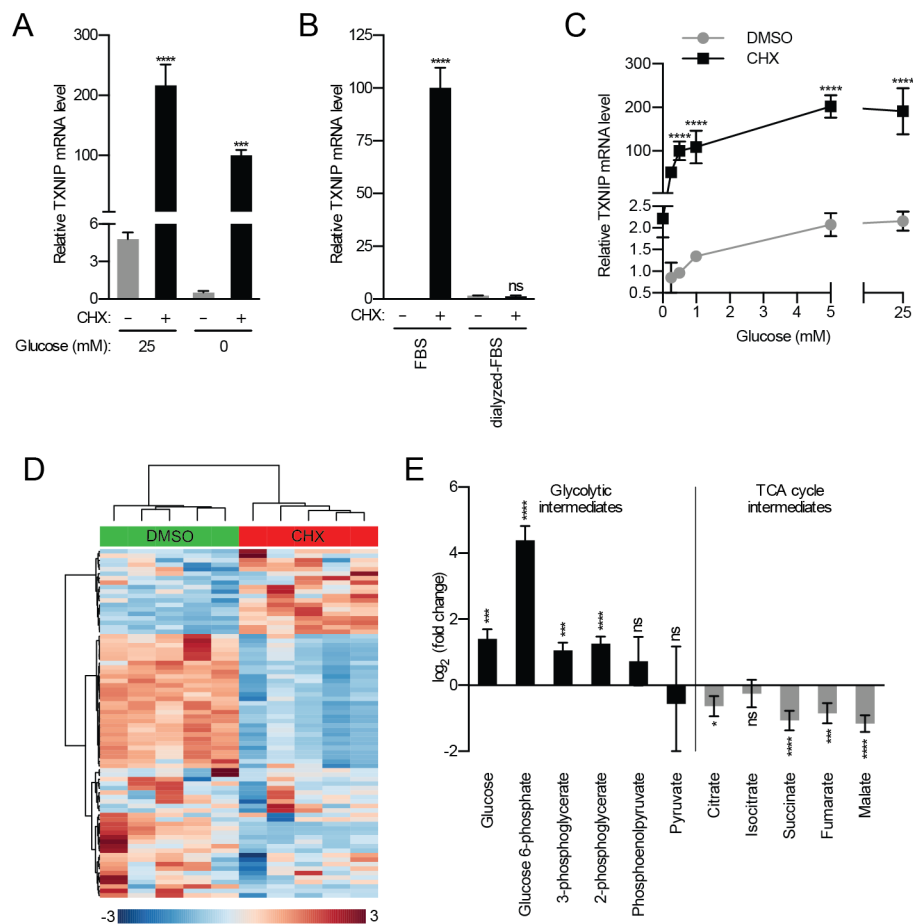 A
Relative TXNIP mRNA level
300
200
100
6
3
0
****
***
CHX:
– + – +
Glucose (mM):
25 0
B
Relative TXNIP mRNA level
125
100
75
50
25
0
****
ns
CHX:
– + – +
FBS
dialyzed-FBS
C
DMSO
CHX
Relative TXNIP mRNA level
300
200
100
2.5
2.0
1.5
1.0
0.5
****
****
****
****
0 1 2 3 4 5 25
Glucose (mM)
D
DMSO CHX
-3 3
E
Glycolytic
intermediates
TCA cycle
intermediates
log2 (fold change)
6
4
2
0
-2
***
****
***
****
ns
ns
*
ns
****
***
****
Glucose
Glucose 6-phosphate
3-phosphoglycerate
2-phosphoglycerate
Phosphoenolpyruvate
Pyruvate
Citrate
Isocitrate
Succinate
Fumarate
Malate